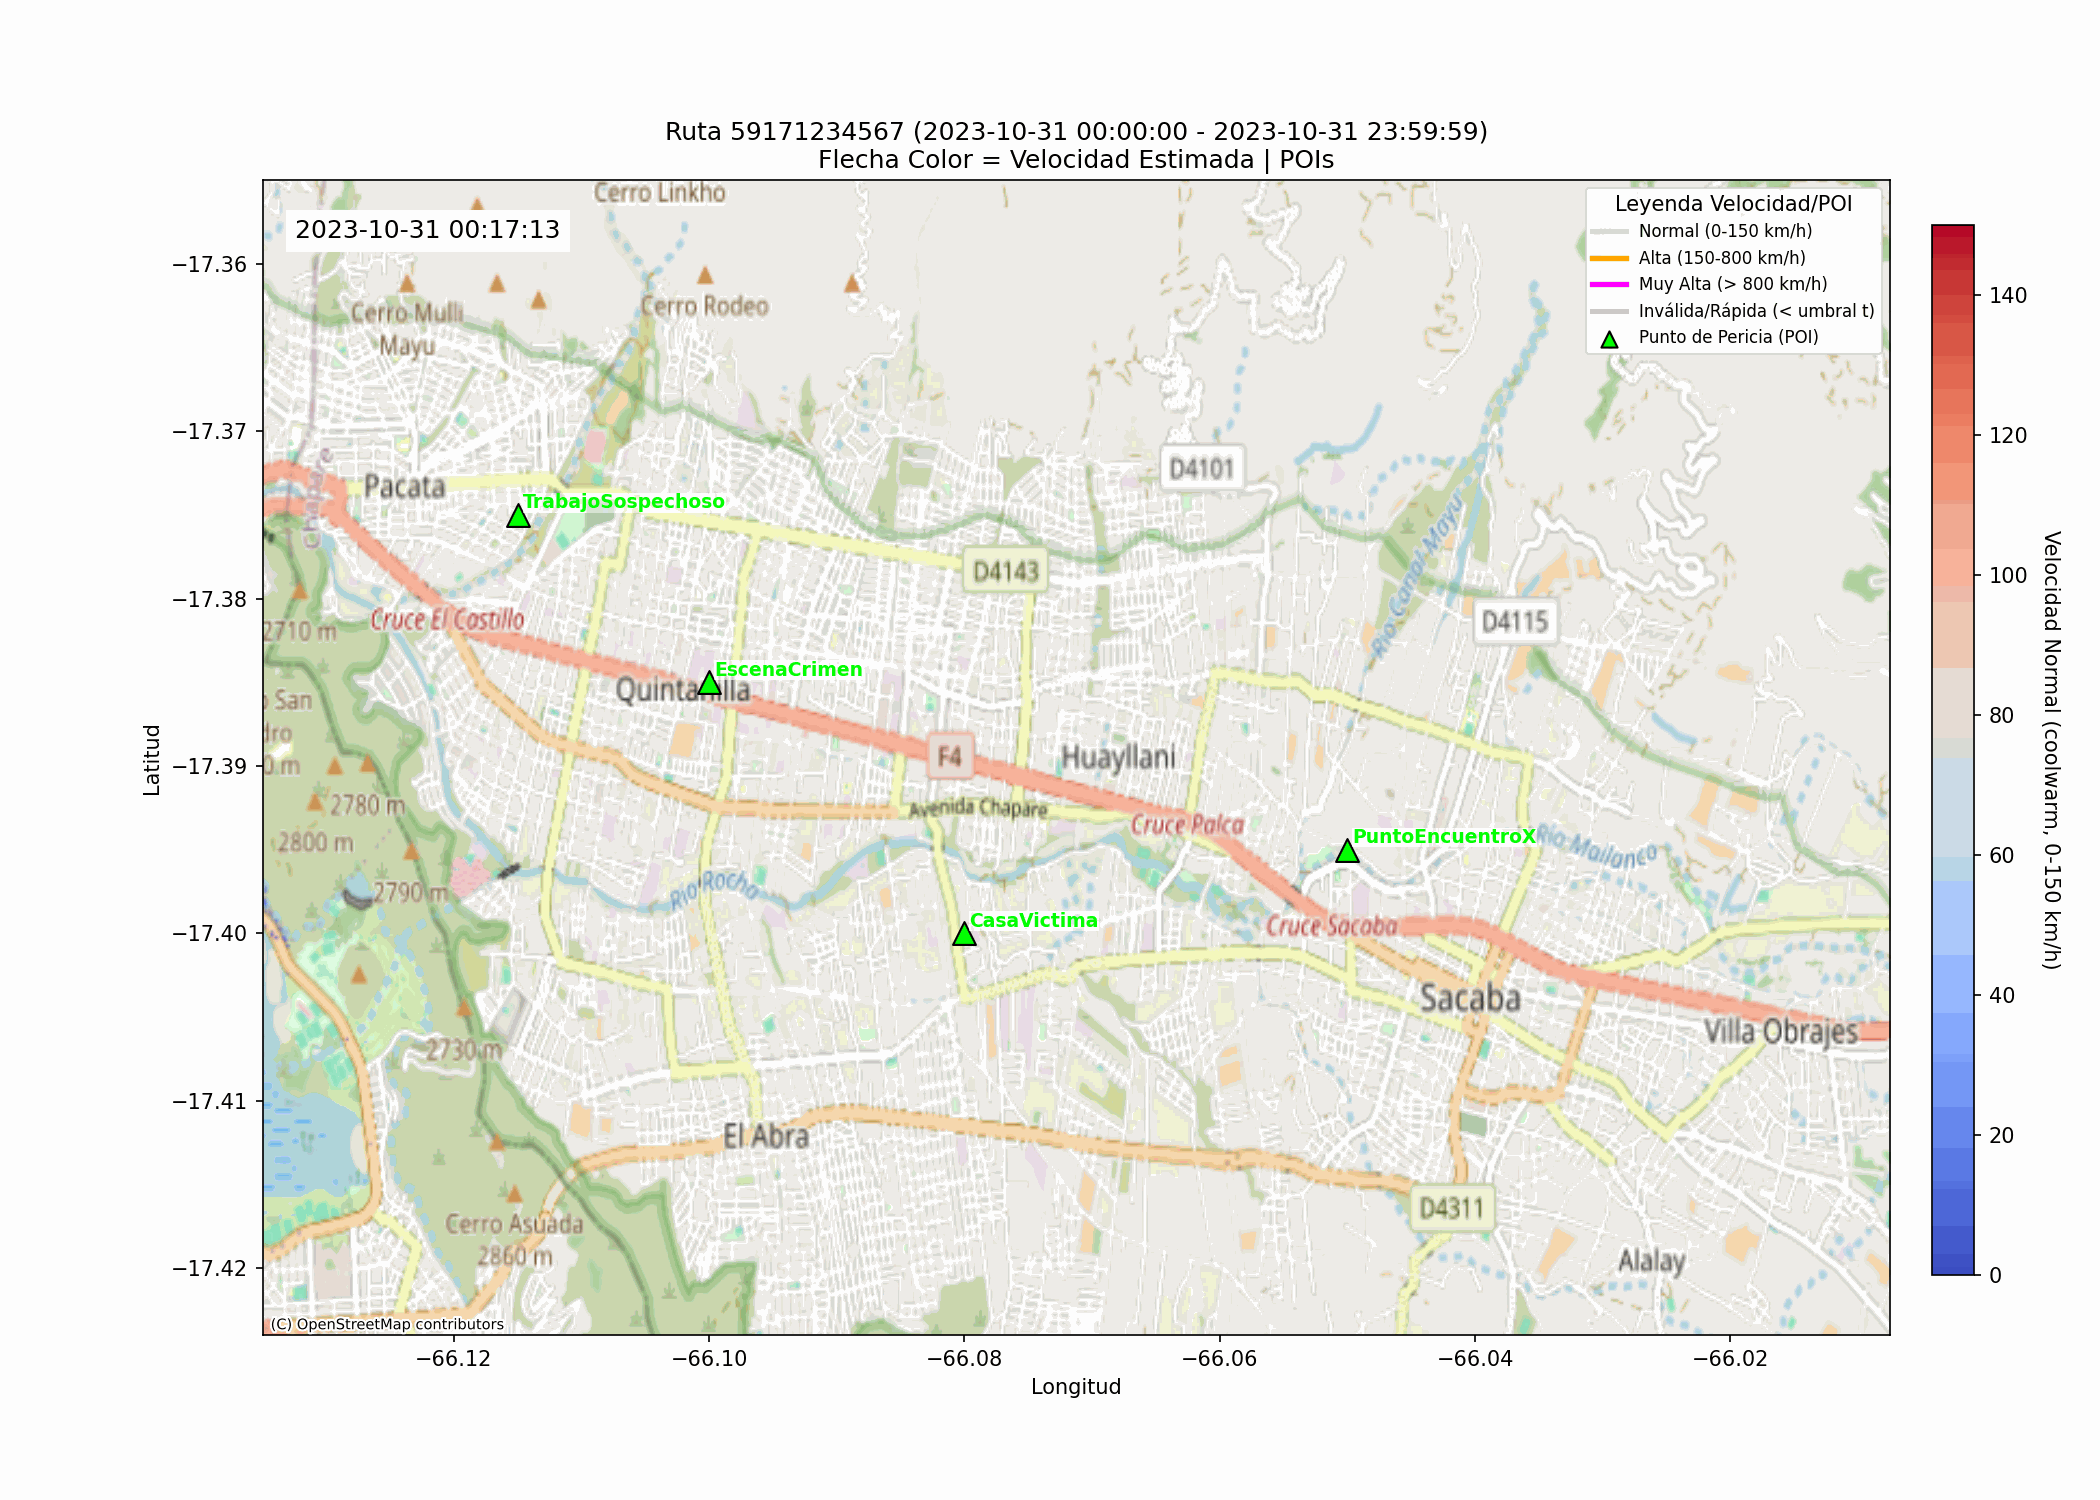 Ruta 59171234567 (2023-10-31 00:00:00 - 2023-10-31 23:59:59)
Flecha Color = Velocidad Estimada | POIs
2023-10-31 00:17:13
Leyenda Velocidad/POI
Normal (0-150 km/h)
Alta (150-800 km/h)
Muy Alta (> 800 km/h)
Inválida/Rápida (< umbral t)
Punto de Pericia (POI)
Cerro Linkho
Cerro Mulli
Mayu
Cerro Rodeo
Chapare
Pacata
TrabajoSospechoso
D4101
D4143
D4115
Río Canal Mayu
Cruce El Castillo
2710 m
EscenaCrimen
Quintanilla
o San
dro
0 m
F4
Huayllani
2780 m
Avenida Chapare
Cruce Palca
2800 m
PuntoEncuentroX
Río Mailanco
2790 m
Río Rocha
CasaVictima
Cruce Sacaba
Sacaba
Villa Obrajes
2730 m
El Abra
D4311
Cerro Asuada
2860 m
Alalay
(C) OpenStreetMap contributors
−17.36
−17.37
−17.38
−17.39
−17.40
−17.41
−17.42
Latitud
−66.12
−66.10
−66.08
−66.06
−66.04
−66.02
Longitud
140
120
100
80
60
40
20
0
Velocidad Normal (coolwarm, 0-150 km/h)